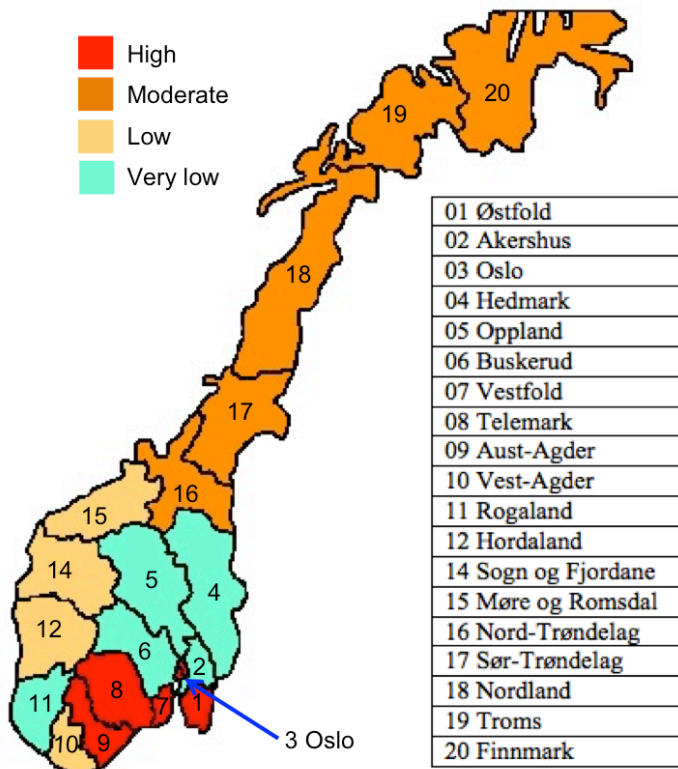 High
Moderate
Low
Very low
20
19
18
17
16
15
14
5
4
12
6
2
11
8
7
1
10
9
3 Oslo
01 Østfold
02 Akershus
03 Oslo
04 Hedmark
05 Oppland
06 Buskerud
07 Vestfold
08 Telemark
09 Aust-Agder
10 Vest-Agder
11 Rogaland
12 Hordaland
14 Sogn og Fjordane
15 Møre og Romsdal
16 Nord-Trøndelag
17 Sør-Trøndelag
18 Nordland
19 Troms
20 Finnmark